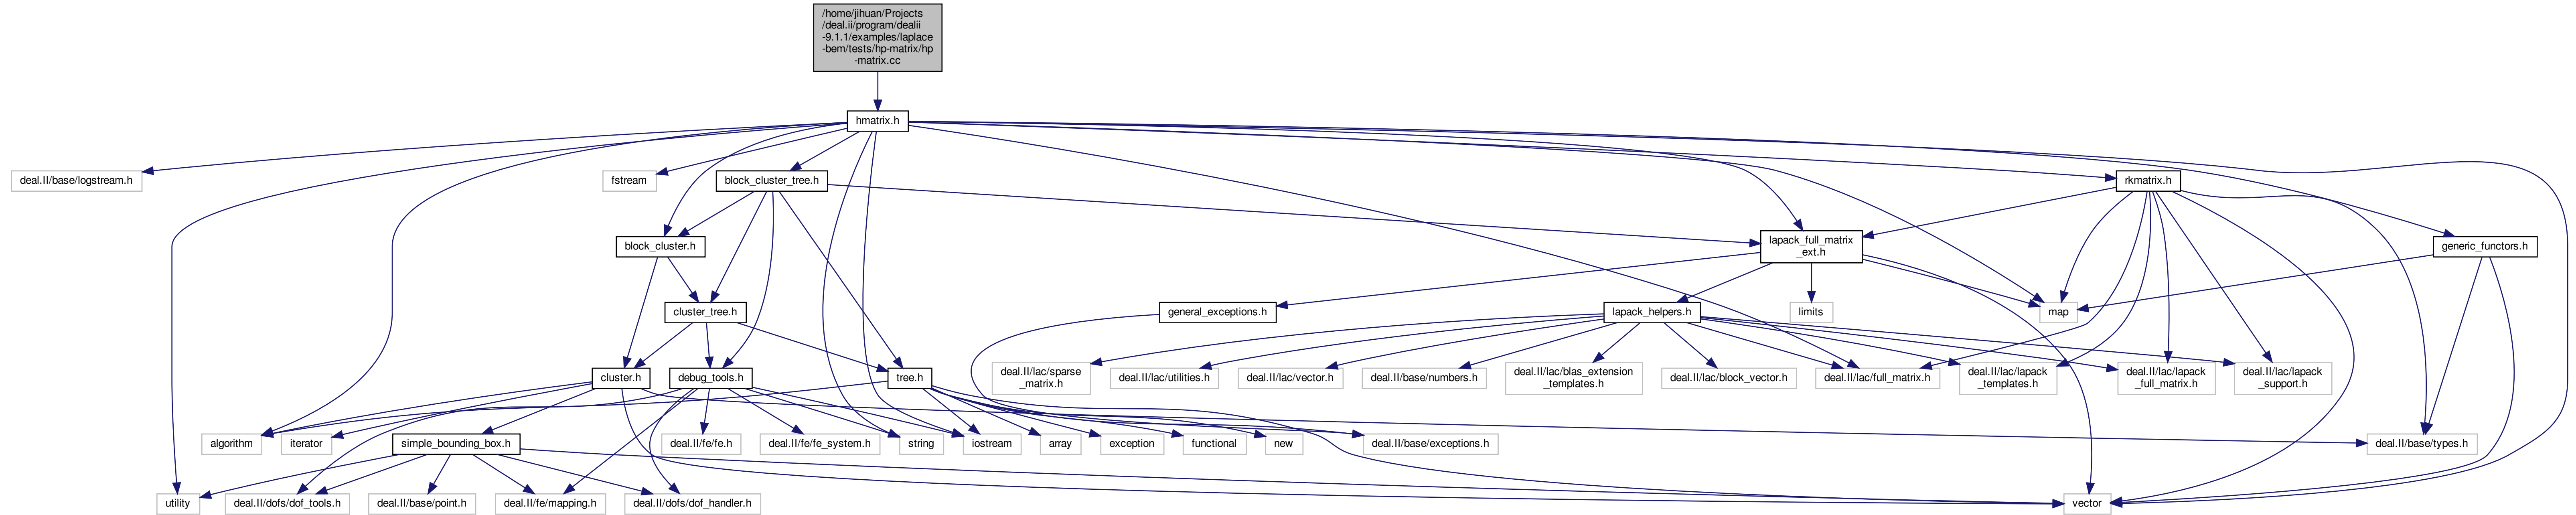 /home/jihuan/Projects
/deal.ii/program/dealii
-9.1.1/examples/laplace
-bem/tests/hp-matrix/hp
-matrix.cc
hmatrix.h
deal.II/base/logstream.h
fstream
block_cluster_tree.h
rkmatrix.h
block_cluster.h
lapack_full_matrix
_ext.h
generic_functors.h
cluster_tree.h
general_exceptions.h
lapack_helpers.h
limits
map
cluster.h
debug_tools.h
tree.h
deal.II/lac/sparse
_matrix.h
deal.II/lac/utilities.h
deal.II/lac/vector.h
deal.II/base/numbers.h
deal.II/lac/blas_extension
_templates.h
deal.II/lac/block_vector.h
deal.II/lac/full_matrix.h
deal.II/lac/lapack
_templates.h
deal.II/lac/lapack
_full_matrix.h
deal.II/lac/lapack
_support.h
algorithm
iterator
simple_bounding_box.h
deal.II/fe/fe.h
deal.II/fe/fe_system.h
string
iostream
array
exception
functional
new
deal.II/base/exceptions.h
deal.II/base/types.h
utility
deal.II/dofs/dof_tools.h
deal.II/base/point.h
deal.II/fe/mapping.h
deal.II/dofs/dof_handler.h
vector